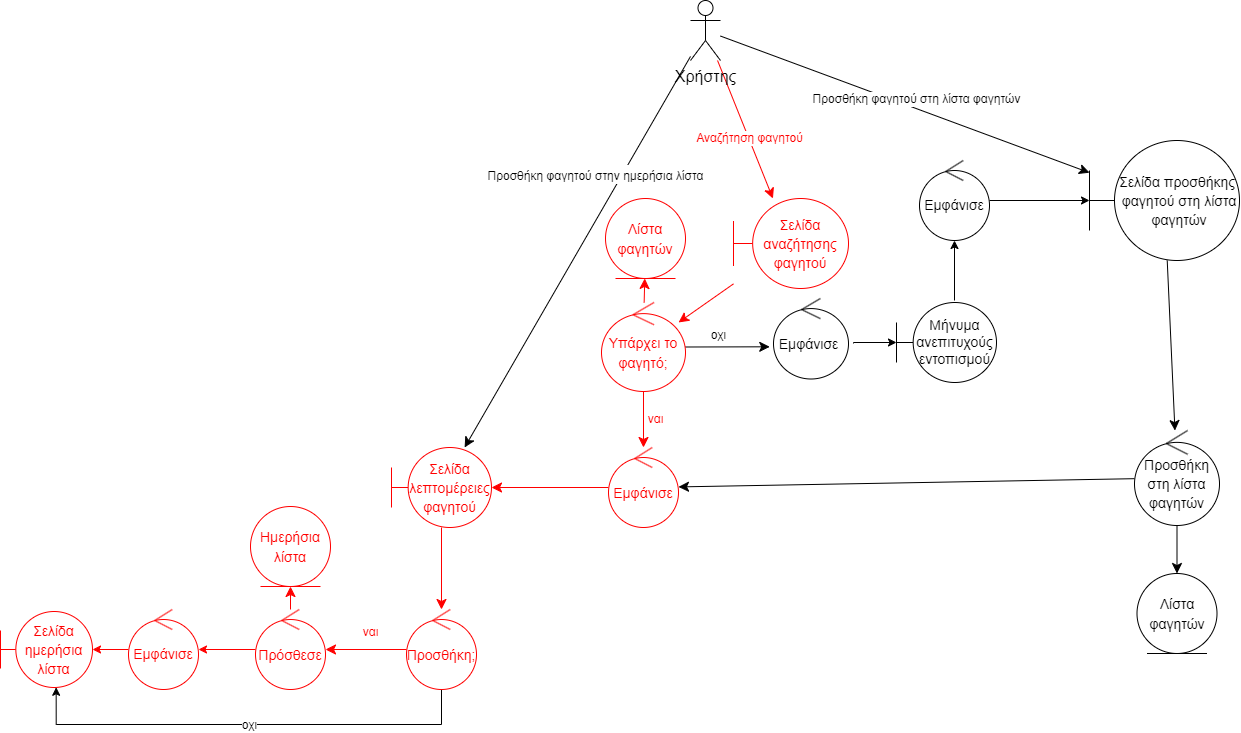 Χρήστης
Προσθήκη φαγητού στη λίστα φαγητών
Αναζήτηση φαγητού
Προσθήκη φαγητού στην ημερήσια λίστα
Σελίδα προσθήκης
φαγητού στη λίστα
φαγητών
Εμφάνισε
Λίστα
φαγητών
Σελίδα
αναζήτησης
φαγητού
Υπάρχει το
φαγητό;
οχι
Εμφάνισε
Μήνυμα
ανεπιτυχούς
εντοπισμού
ναι
Σελίδα
λεπτομέρειες
φαγητού
Εμφάνισε
Προσθήκη
στη λίστα
φαγητών
Ημερήσια
λίστα
Λίστα
φαγητών
Σελίδα
ημερήσια
λίστα
Εμφάνισε
Πρόσθεσε
ναι
Προσθήκη;
οχι